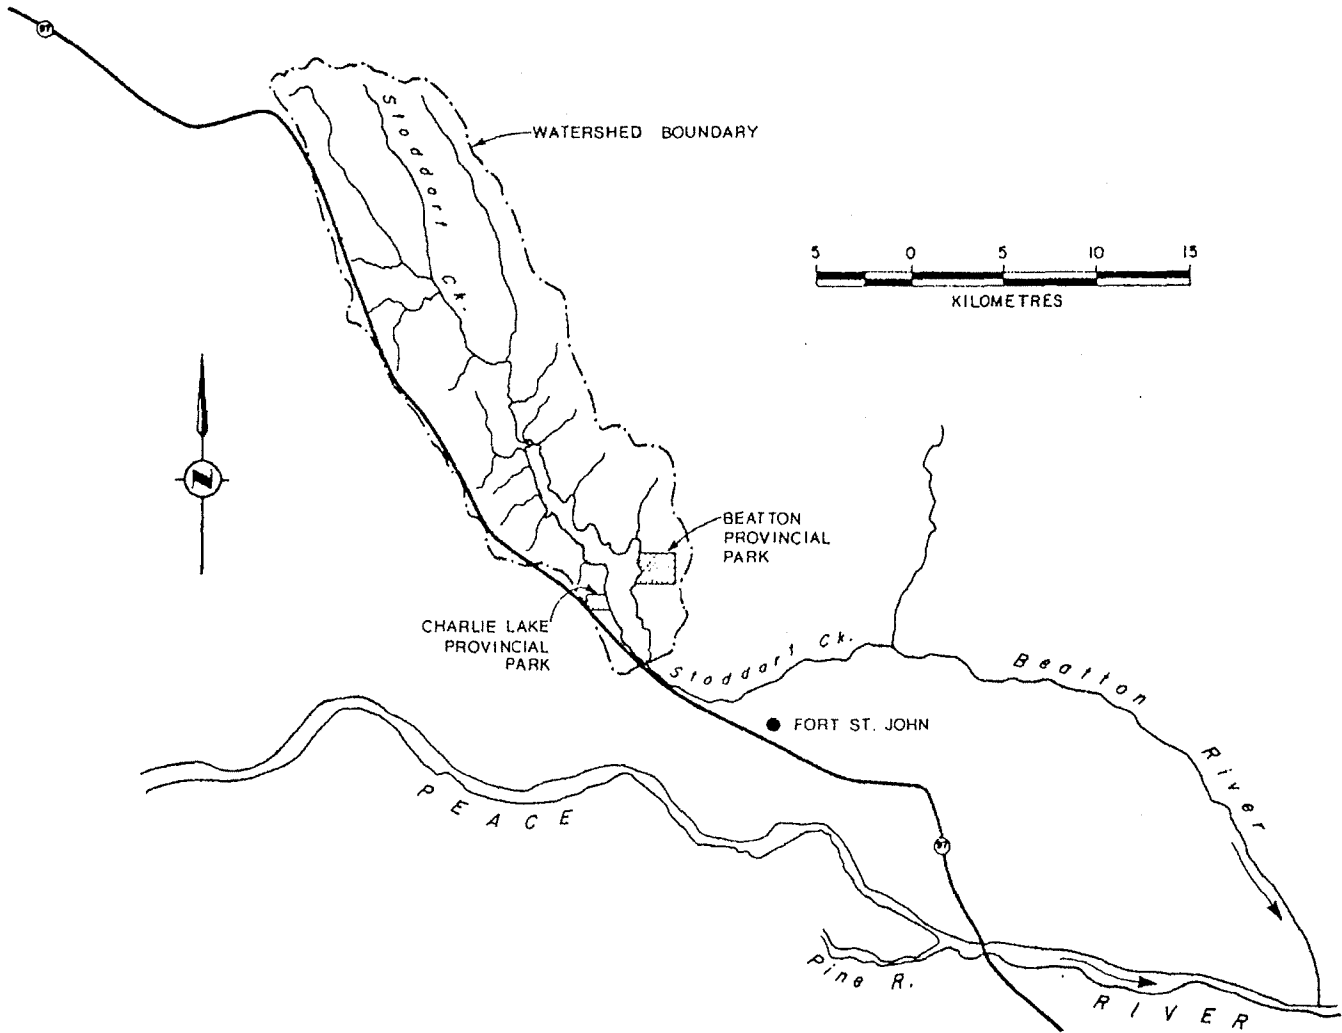 97
Stoddart Ck.
WATERSHED BOUNDARY
5 0 5 10 15
KILOMETRES
N
BEATTON
PROVINCIAL
PARK
CHARLIE LAKE
PROVINCIAL
PARK
Stoddart Ck.
Beatton River
FORT ST. JOHN
PEACE RIVER
97
Pine R.